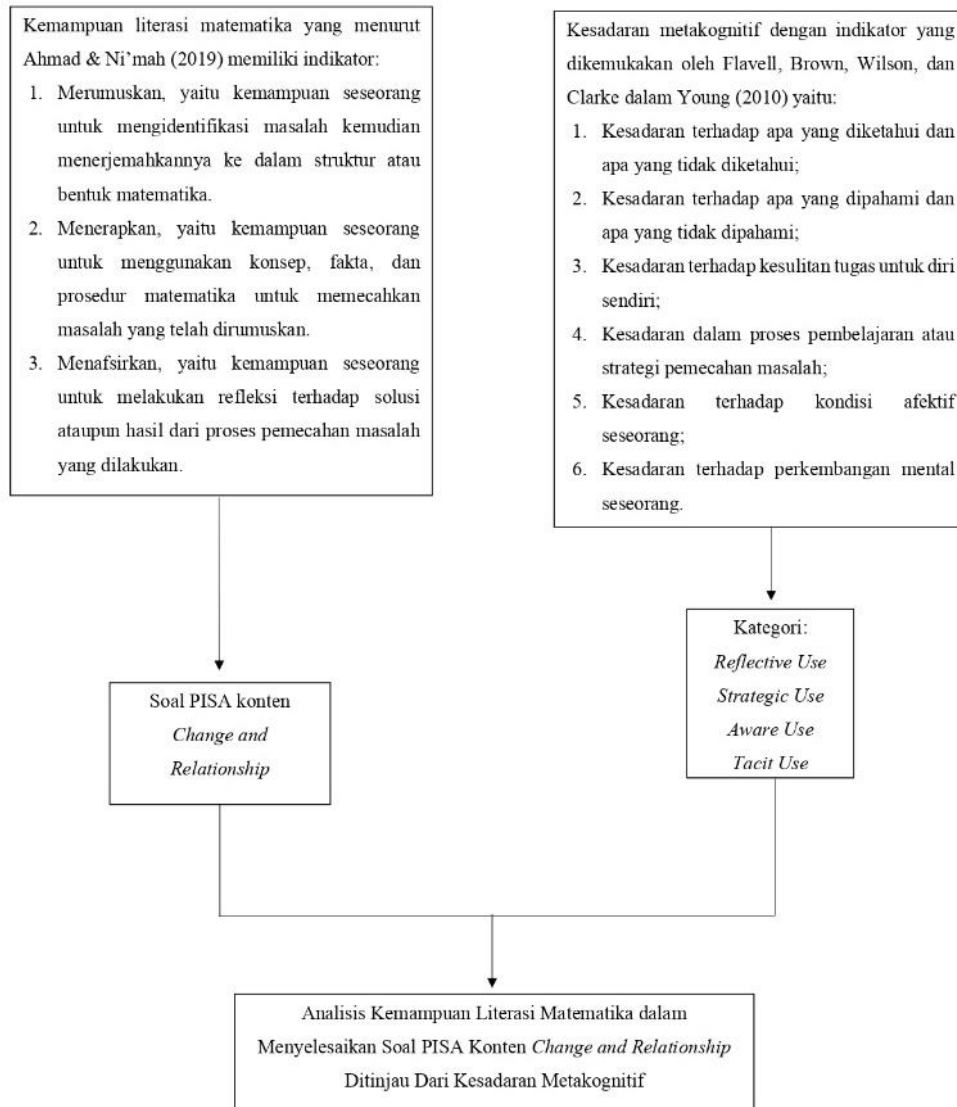 Kemampuan literasi matematika yang menurut
Ahmad & Ni'mah (2019) memiliki indikator:
1. Merumuskan, yaitu kemampuan seseorang
untuk mengidentifikasi masalah kemudian
menerjemahkannya ke dalam struktur atau
bentuk matematika.
2. Menerapkan, yaitu kemampuan seseorang
untuk menggunakan konsep, fakta, dan
prosedur matematika untuk memecahkan
masalah yang telah dirumuskan.
3. Menafsirkan, yaitu kemampuan seseorang
untuk melakukan refleksi terhadap solusi
ataupun hasil dari proses pemecahan masalah
yang dilakukan.
Kesadaran metakognitif dengan indikator yang
dikemukakan oleh Flavell, Brown, Wilson, dan
Clarke dalam Young (2010) yaitu:
1. Kesadaran terhadap apa yang diketahui dan
apa yang tidak diketahui;
2. Kesadaran terhadap apa yang dipahami dan
apa yang tidak dipahami;
3. Kesadaran terhadap kesulitan tugas untuk diri
sendiri;
4. Kesadaran dalam proses pembelajaran atau
strategi pemecahan masalah;
5. Kesadaran terhadap kondisi afektif
seseorang;
6. Kesadaran terhadap perkembangan mental
seseorang.
Soal PISA konten
Change and
Relationship
Kategori:
Reflective Use
Strategic Use
Aware Use
Tacit Use
Analisis Kemampuan Literasi Matematika dalam
Menyelesaikan Soal PISA Konten Change and Relationship
Ditinjau Dari Kesadaran Metakognitif